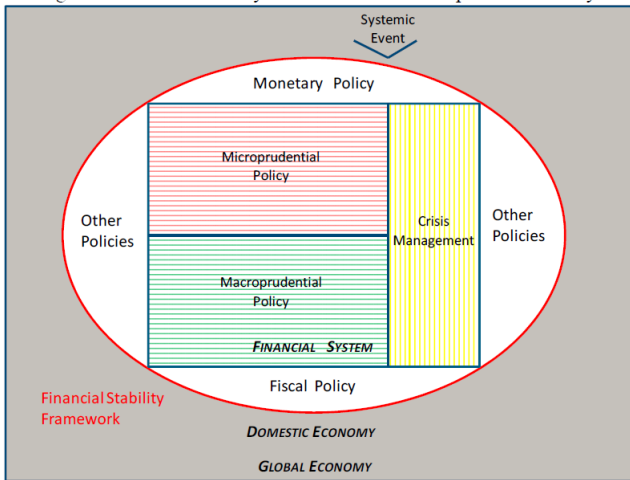 Systemic
Event
Monetary Policy
Microprudential
Policy
Other
Policies
Crisis
Management
Other
Policies
Macroprudential
Policy
FINANCIAL SYSTEM
Fiscal Policy
Financial Stability
Framework
DOMESTIC ECONOMY
GLOBAL ECONOMY